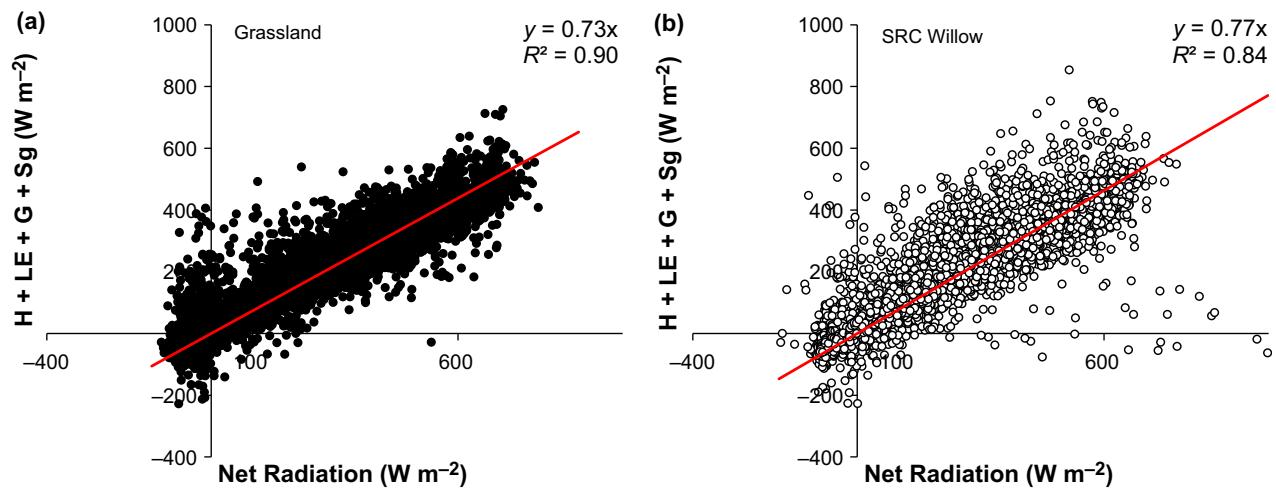 (a)
Grassland
y = 0.73x
R² = 0.90
H + LE + G + Sg (W m⁻²)
1000
800
600
400
200
–200
–400
–400
100
600
Net Radiation (W m⁻²)
(b)
SRC Willow
y = 0.77x
R² = 0.84
H + LE + G + Sg (W m⁻²)
1000
800
600
400
200
–200
–400
–400
100
600
Net Radiation (W m⁻²)